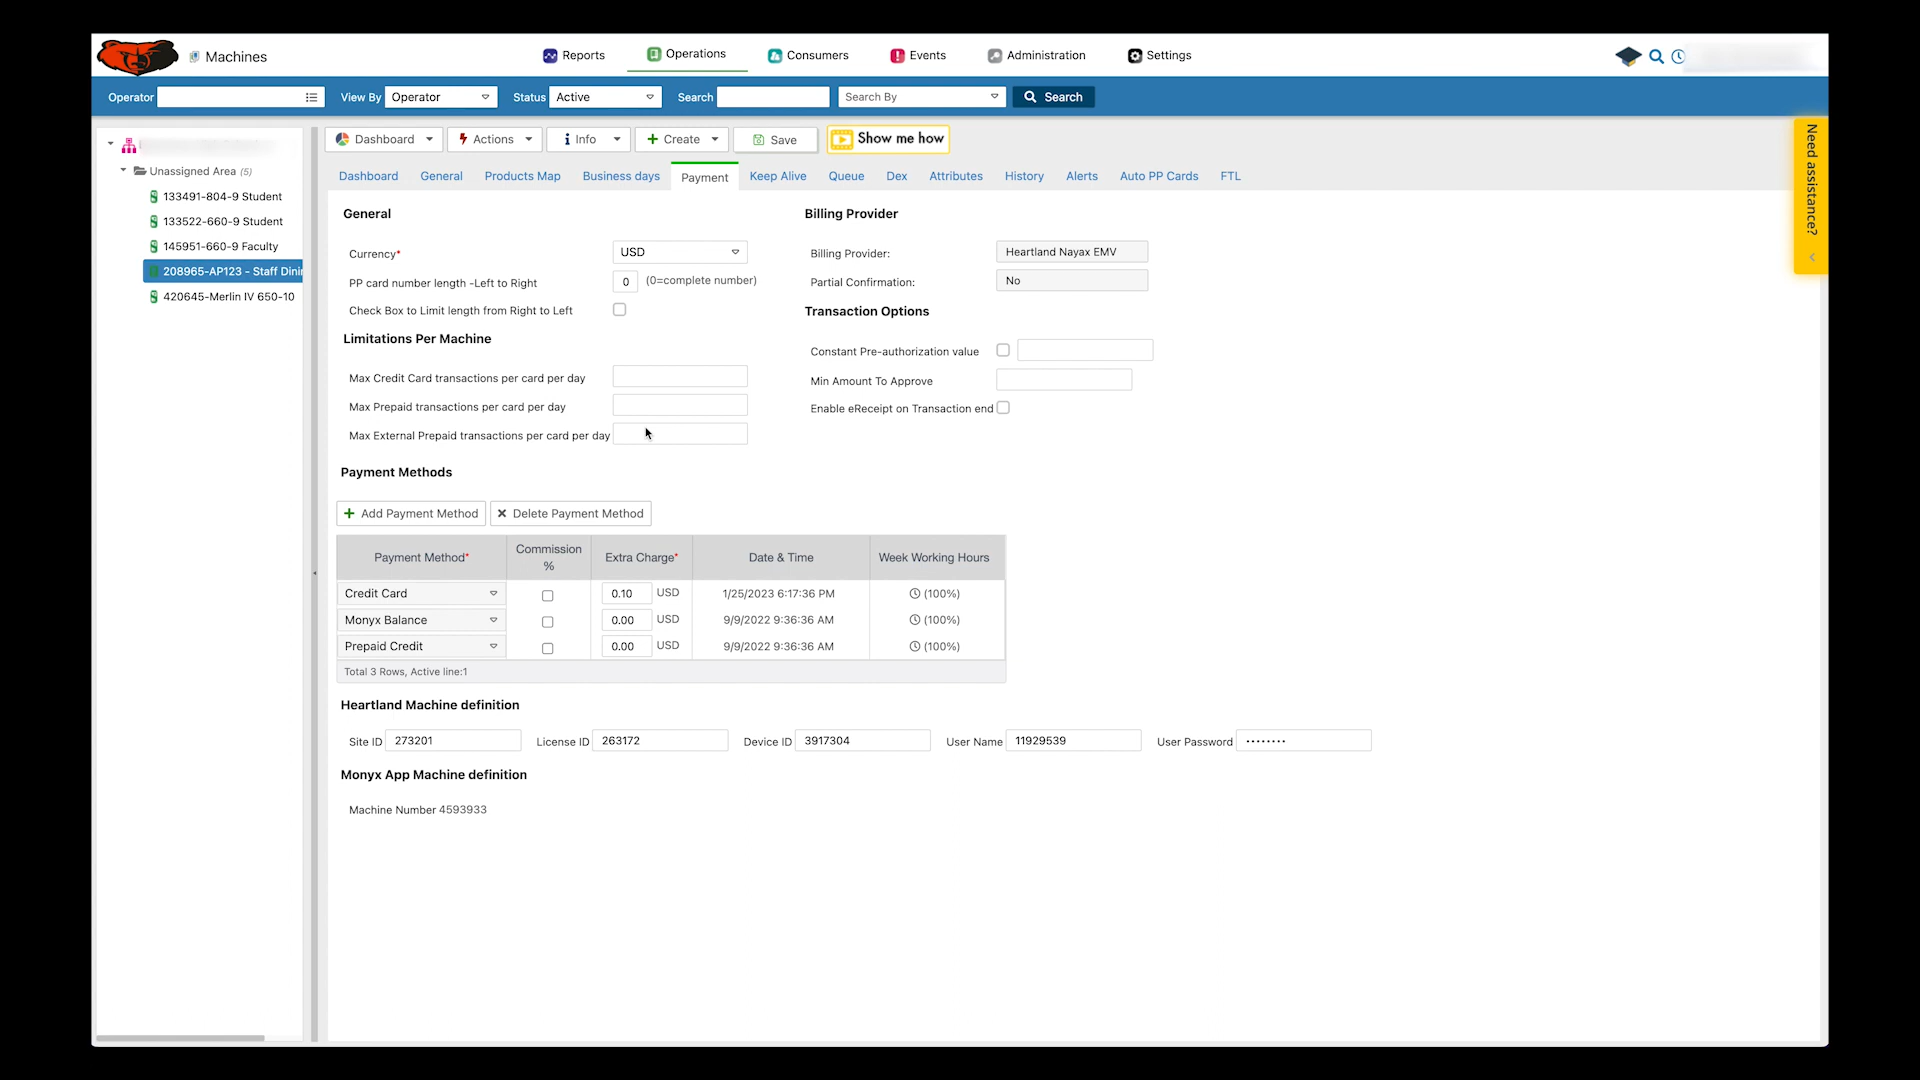 Machines
Reports
Operations
Consumers
Events
Administration
Settings
Operator
View By
Operator
Status
Active
Search
Search By
Search
Dashboard
Actions
Info
Create
Save
Show me how
Need assistance?
Unassigned Area (5)
133491-804-9 Student
133522-660-9 Student
145951-660-9 Faculty
208965-AP123 - Staff Dini
420645-Merlin IV 650-10
Dashboard
General
Products Map
Business days
Payment
Keep Alive
Queue
Dex
Attributes
History
Alerts
Auto PP Cards
FTL
General
Currency*
USD
PP card number length -Left to Right
0
(0=complete number)
Check Box to Limit length from Right to Left
Limitations Per Machine
Max Credit Card transactions per card per day
Max Prepaid transactions per card per day
Max External Prepaid transactions per card per day
Billing Provider
Billing Provider:
Heartland Nayax EMV
Partial Confirmation:
No
Transaction Options
Constant Pre-authorization value
Min Amount To Approve
Enable eReceipt on Transaction end
Payment Methods
Add Payment Method
Delete Payment Method
Payment Method*
Commission
%
Extra Charge*
Date & Time
Week Working Hours
Credit Card 0.10 USD 1/25/2023 6:17:36 PM (100%)
Monyx Balance 0.00 USD 9/9/2022 9:36:36 AM (100%)
Prepaid Credit 0.00 USD 9/9/2022 9:36:36 AM (100%)
Total 3 Rows, Active line:1
Heartland Machine definition
Site ID 273201 License ID 263172 Device ID 3917304 User Name 11929539 User Password ••••••••
Monyx App Machine definition
Machine Number 4593933